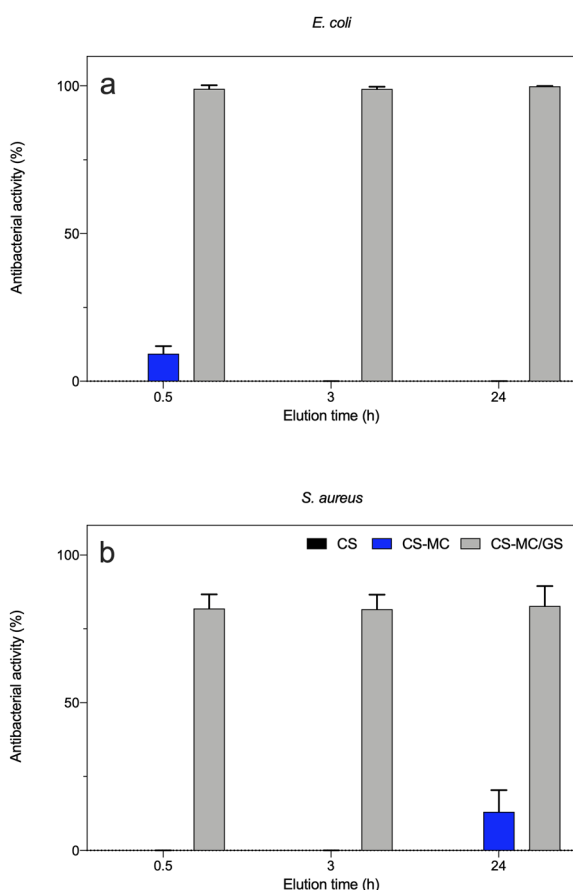 E. coli
a
Antibacterial activity (%)
100
50
0
0.5 3 24
Elution time (h)
S. aureus
b
CS CS-MC CS-MC/GS
Antibacterial activity (%)
100
50
0
0.5 3 24
Elution time (h)